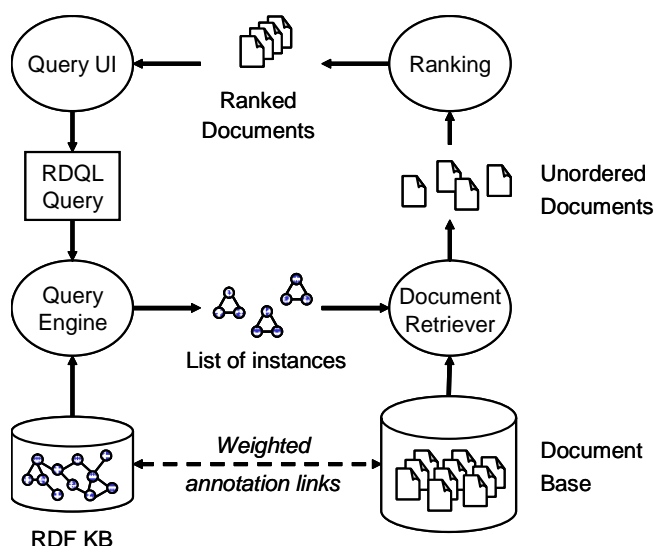 Query UI
Ranking
Ranked
Documents
RDQL
Query
Unordered
Documents
Query
Engine
Document
Retriever
List of instances
Weighted
annotation links
Document
Base
RDF KB